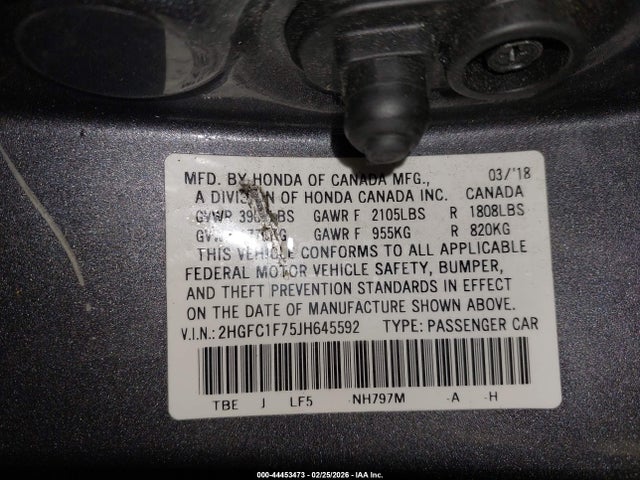 MFD. BY HONDA OF CANADA MFG., 03/'18
A DIVISION OF HONDA CANADA INC. CANADA
GVWR GAWR F 2105LBS R 1808LBS
GAWR F 955KG R 820KG
THIS VEHICLE CONFORMS TO ALL APPLICABLE
FEDERAL MOTOR VEHICLE SAFETY, BUMPER,
AND THEFT PREVENTION STANDARDS IN EFFECT
ON THE DATE OF MANUFACTURE SHOWN ABOVE.
V.I.N.: 2HGFC1F75JH645592 TYPE: PASSENGER CAR
TBE J LF5 NH797M -A -H
000-44453473 - 02/25/2026 - IAA Inc.